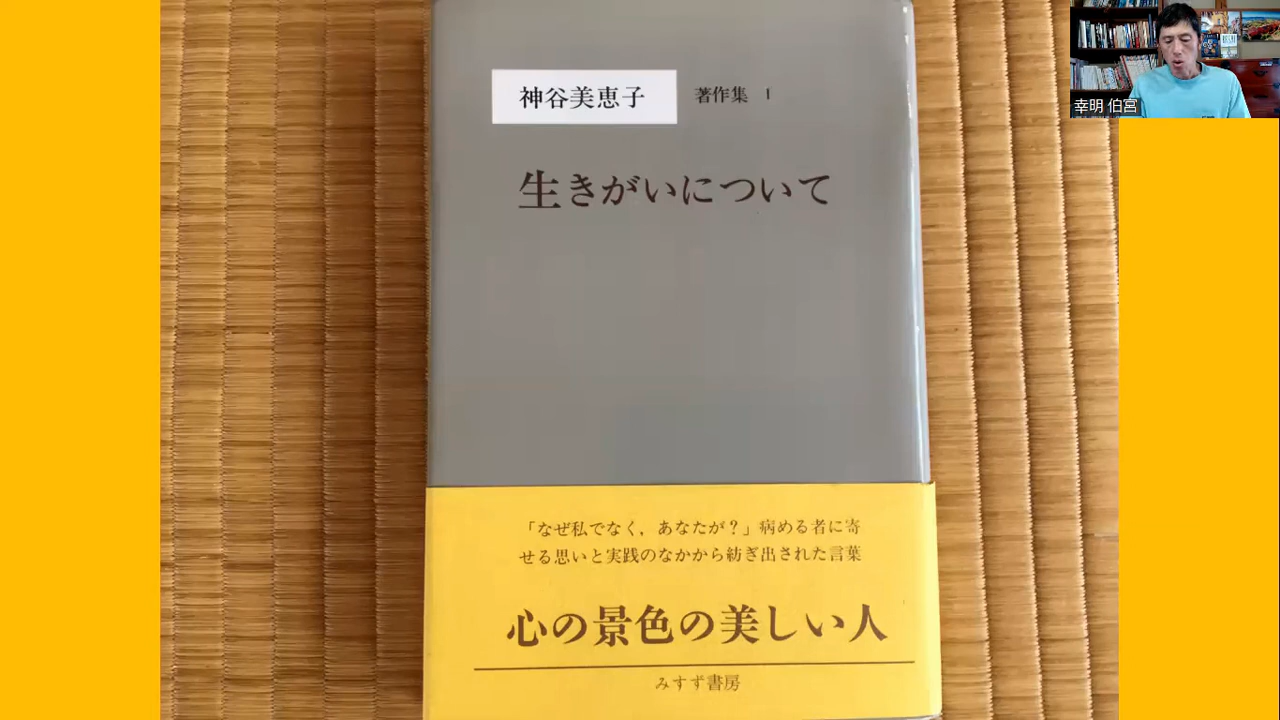 神谷美恵子 著作集 1
生きがいについて
「なぜ私でなく，あなたが？」病める者に寄
せる思いと実践のなかから紡ぎ出された言葉
心の景色の美しい人
みすず書房
幸明 伯宮